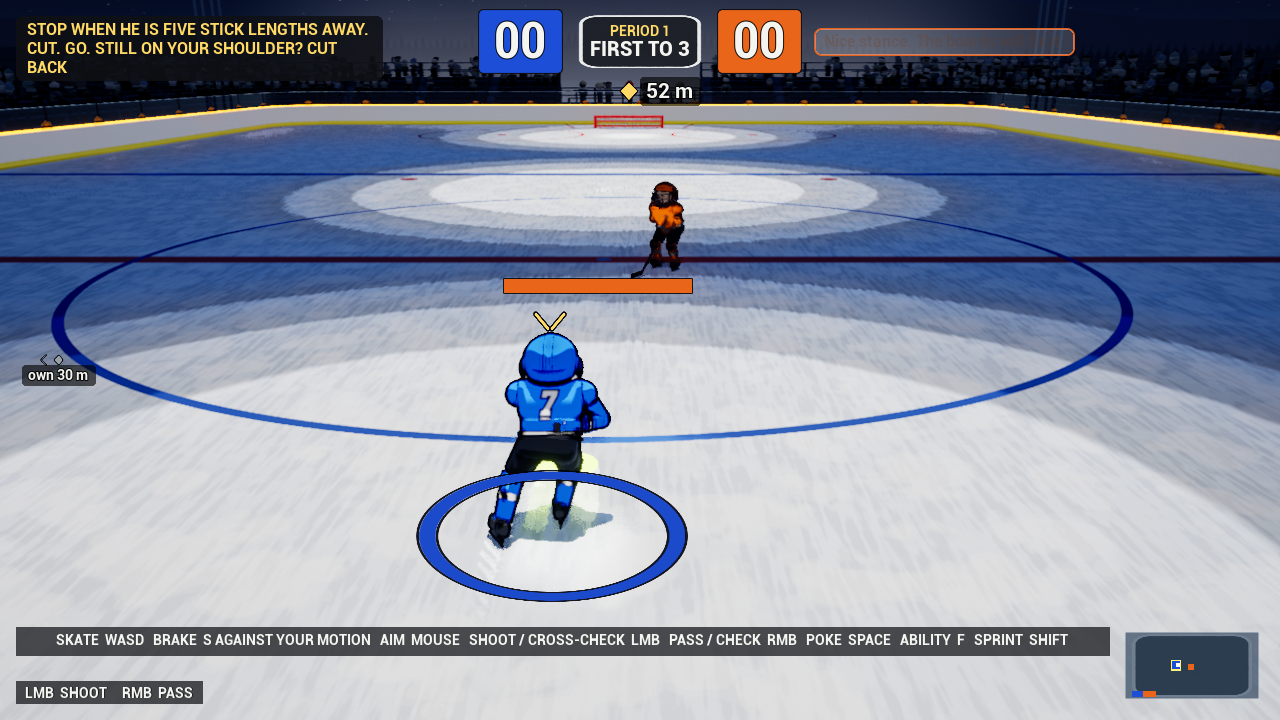 STOP WHEN HE IS FIVE STICK LENGTHS AWAY.
CUT. GO. STILL ON YOUR SHOULDER? CUT
BACK
00
PERIOD 1
FIRST TO 3
00
52 m
own 30 m
7
SKATE WASD BRAKE S AGAINST YOUR MOTION AIM MOUSE SHOOT / CROSS-CHECK LMB PASS / CHECK RMB POKE SPACE ABILITY F SPRINT SHIFT
LMB SHOOT RMB PASS